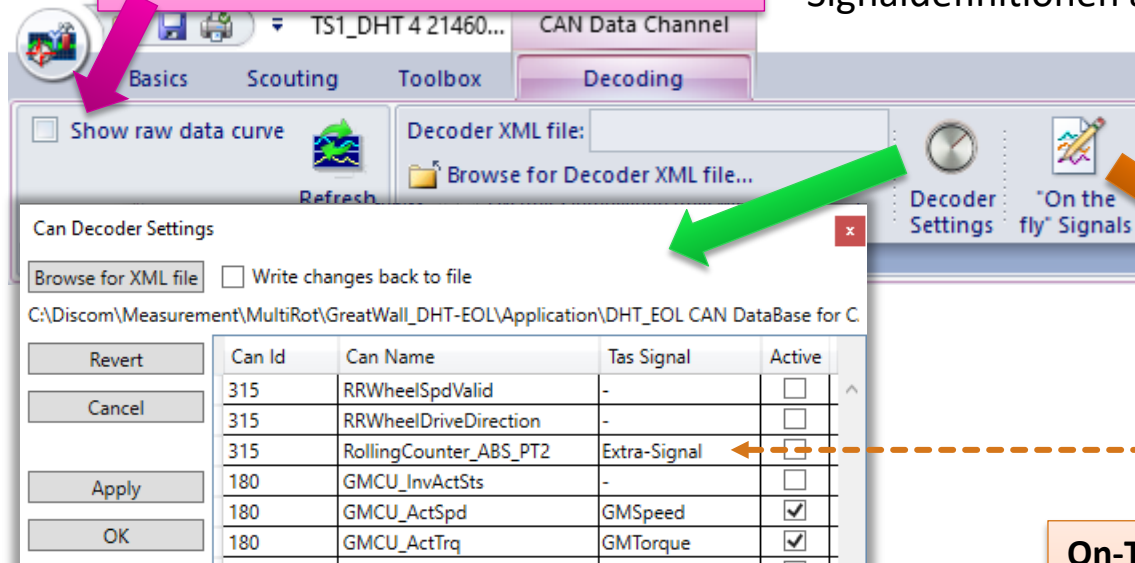 Signaldefinitionen
TS1_DHT 4 21460...
CAN Data Channel
Basics
Scouting
Toolbox
Decoding
Show raw data curve
Refresh
Decoder XML file:
Browse for Decoder XML file...
Decoder
Settings
"On the
fly" Signals
Can Decoder Settings
x
Browse for XML file
Write changes back to file
C:\Discom\Measurement\MultiRot\GreatWall_DHT-EOL\Application\DHT_EOL CAN DataBase for C
Revert
Cancel
Apply
OK
Can Id Can Name Tas Signal Active
315 RRWheelSpdValid -
315 RRWheelDriveDirection -
315 RollingCounter_ABS_PT2 Extra-Signal
180 GMCU_InvActSts -
180 GMCU_ActSpd GMSpeed
180 GMCU_ActTrq GMTorque